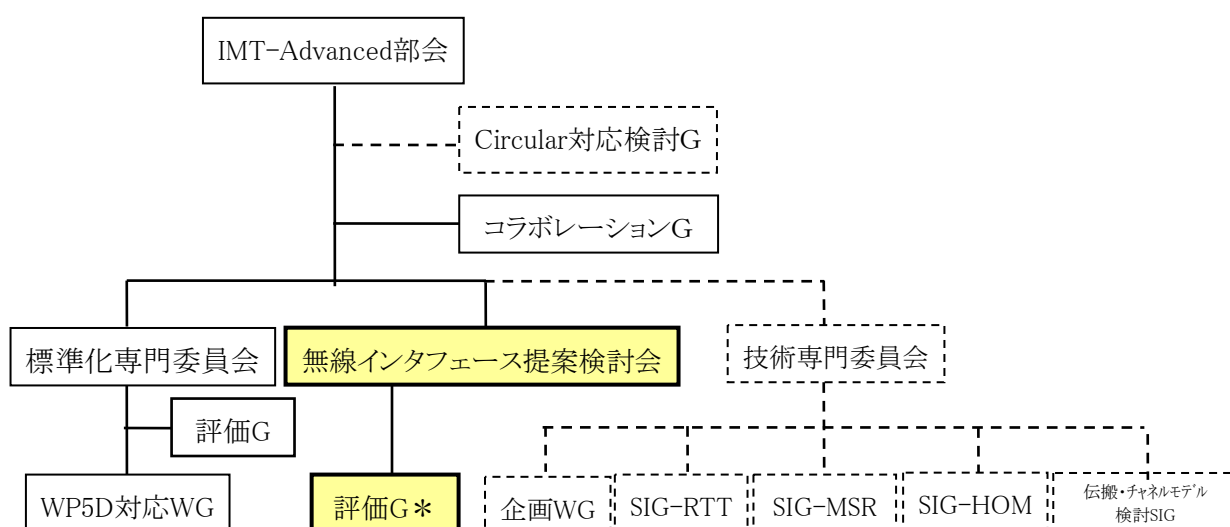 IMT-Advanced部会
Circular対応検討G
コラボレーションG
標準化専門委員会
無線インタフェース提案検討会
技術専門委員会
評価G
WP5D対応WG
評価G＊
企画WG
SIG-RTT
SIG-MSR
SIG-HOM
伝搬・ﾁｬﾈﾙﾓﾃﾞﾙ
検討SIG